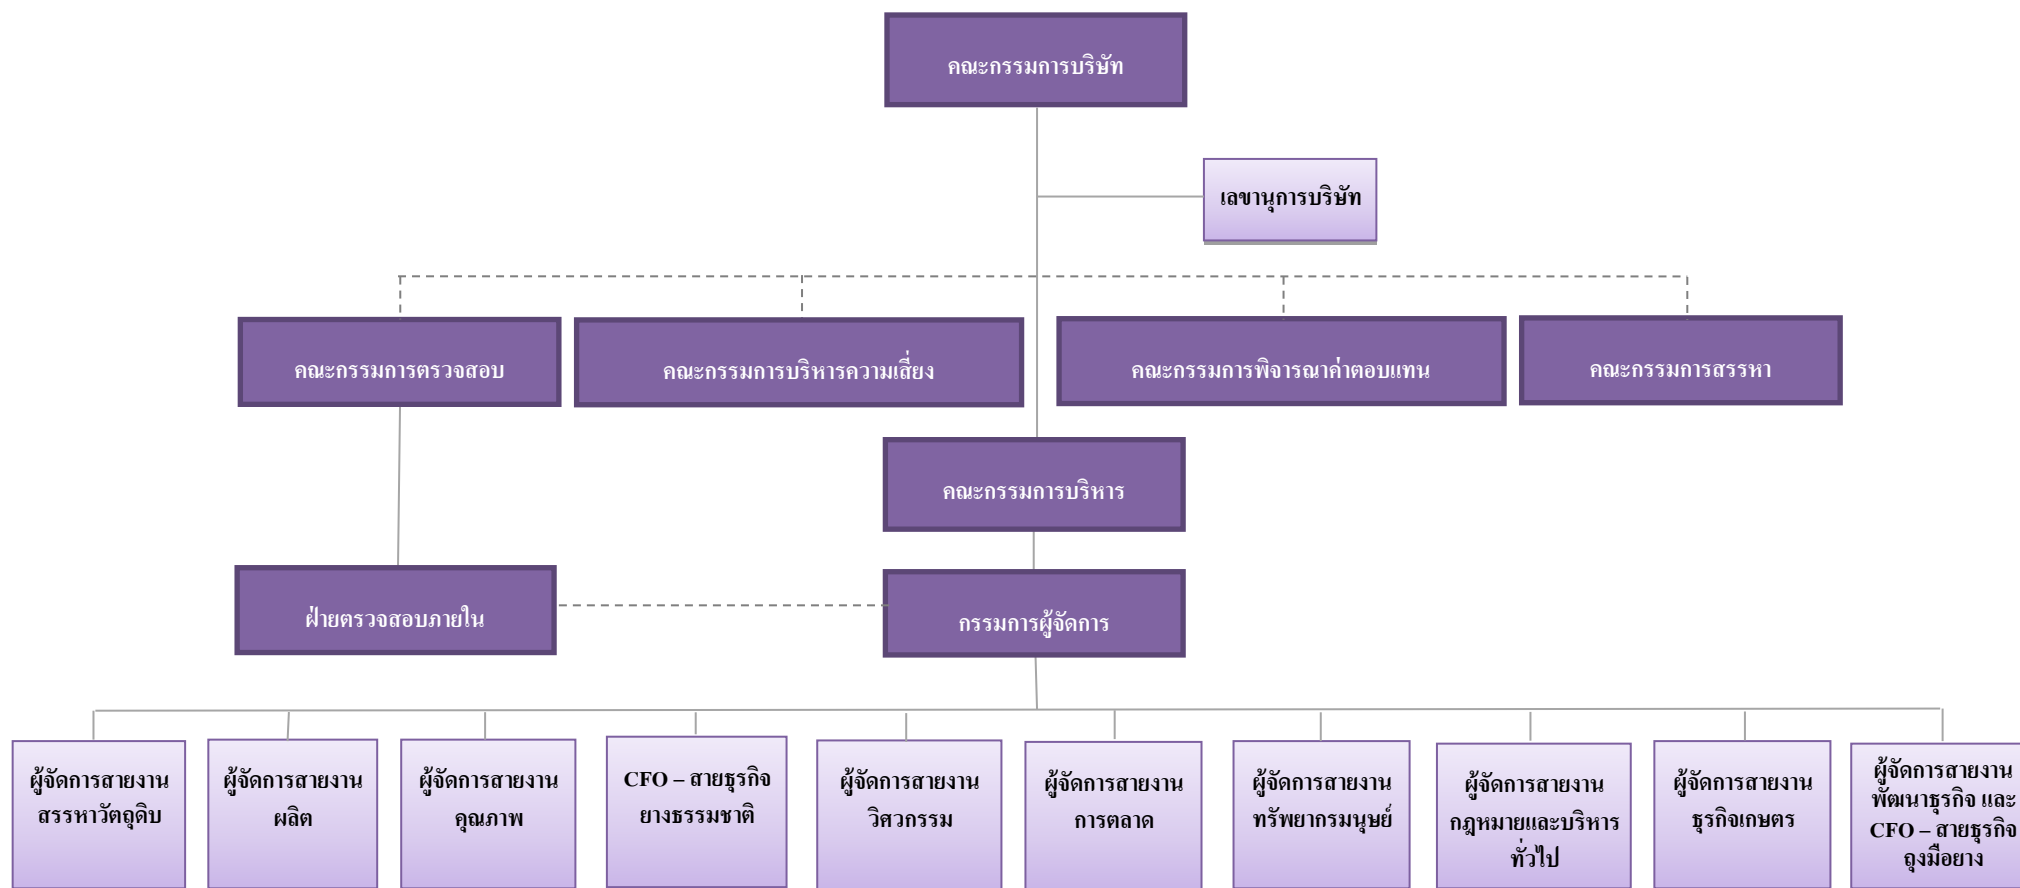 คณะกรรมการบริษัท
เลขานุการบริษัท
คณะกรรมการตรวจสอบ
คณะกรรมการบริหารความเสี่ยง
คณะกรรมการพิจารณาค่าตอบแทน
คณะกรรมการสรรหา
คณะกรรมการบริหาร
ฝ่ายตรวจสอบภายใน
กรรมการผู้จัดการ
ผู้จัดการสายงาน
สรรหาวัตถุดิบ
ผู้จัดการสายงาน
ผลิต
ผู้จัดการสายงาน
คุณภาพ
CFO – สายธุรกิจ
ยางธรรมชาติ
ผู้จัดการสายงาน
วิศวกรรม
ผู้จัดการสายงาน
การตลาด
ผู้จัดการสายงาน
ทรัพยากรมนุษย์
ผู้จัดการสายงาน
กฎหมายและบริหาร
ทั่วไป
ผู้จัดการสายงาน
ธุรกิจเกษตร
ผู้จัดการสายงาน
พัฒนาธุรกิจ และ
CFO – สายธุรกิจ
ถุงมือยาง